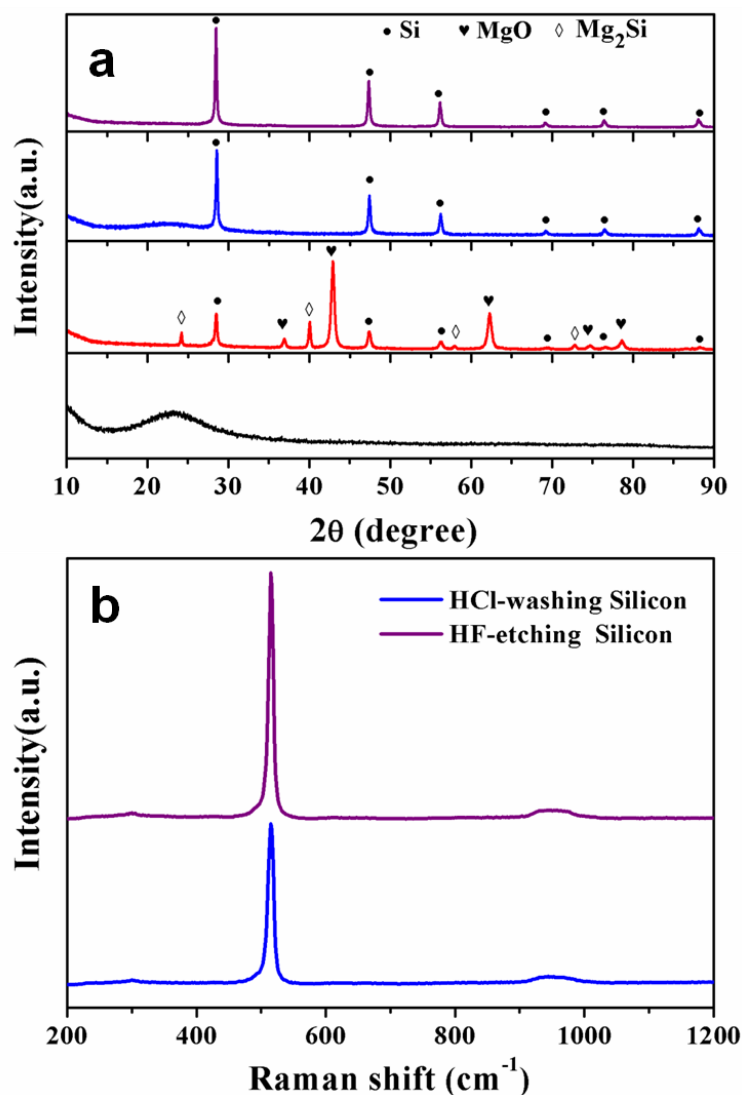 ● Si ♥ MgO ◊ Mg₂Si
a
Intensity(a.u.)
10 20 30 40 50 60 70 80 90
2θ (degree)
b
HCl-washing Silicon
HF-etching Silicon
Intensity(a.u.)
200 400 600 800 1000 1200
Raman shift (cm⁻¹)